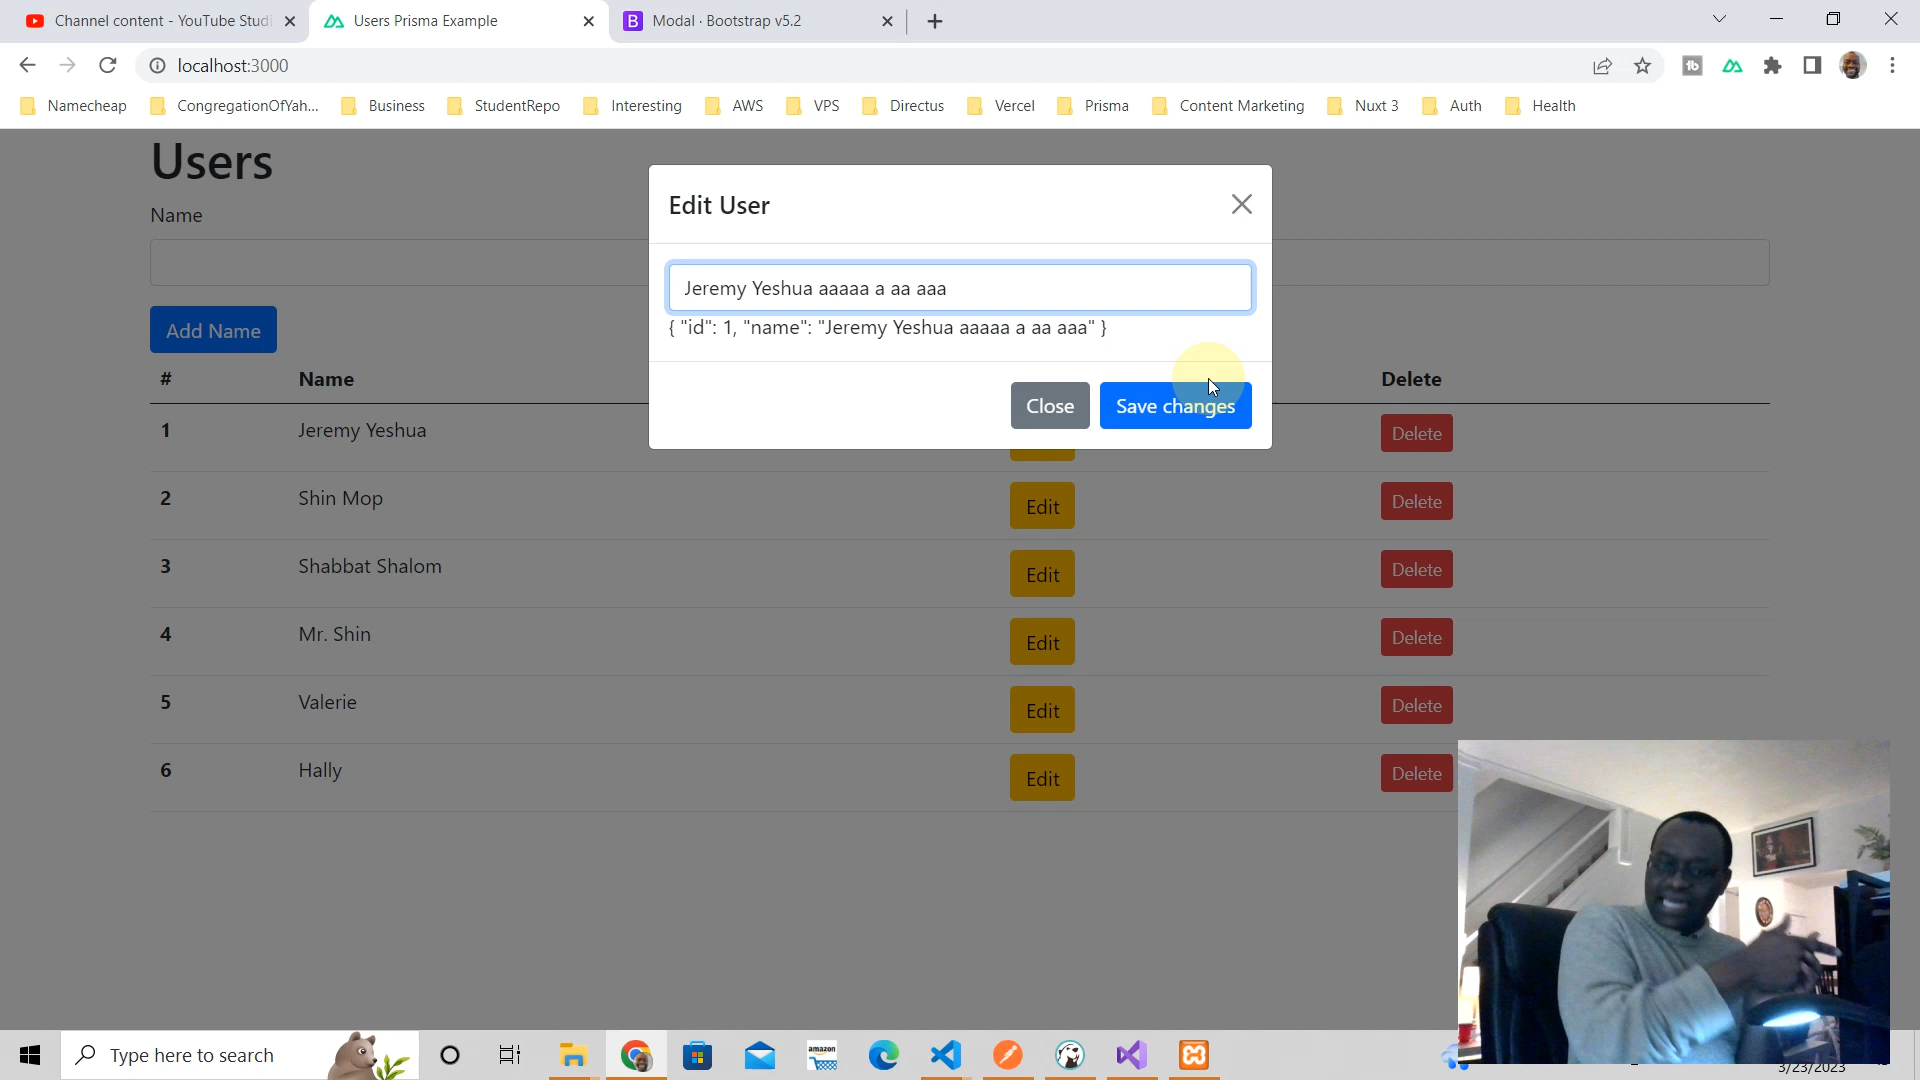 Channel content - YouTube Studi
Users Prisma Example
B Modal · Bootstrap v5.2
localhost:3000
Namecheap CongregationOfYah... Business StudentRepo Interesting AWS VPS Directus Vercel Prisma Content Marketing Nuxt 3 Auth Health
Users
Name
Add Name
Edit User
Jeremy Yeshua aaaaa a aa aaa
{ "id": 1, "name": "Jeremy Yeshua aaaaa a aa aaa" }
Close Save changes
# Name Delete
1 Jeremy Yeshua Delete
2 Shin Mop Edit Delete
3 Shabbat Shalom Edit Delete
4 Mr. Shin Edit Delete
5 Valerie Edit Delete
6 Hally Edit Delete
Type here to search
amazon
3/23/2023